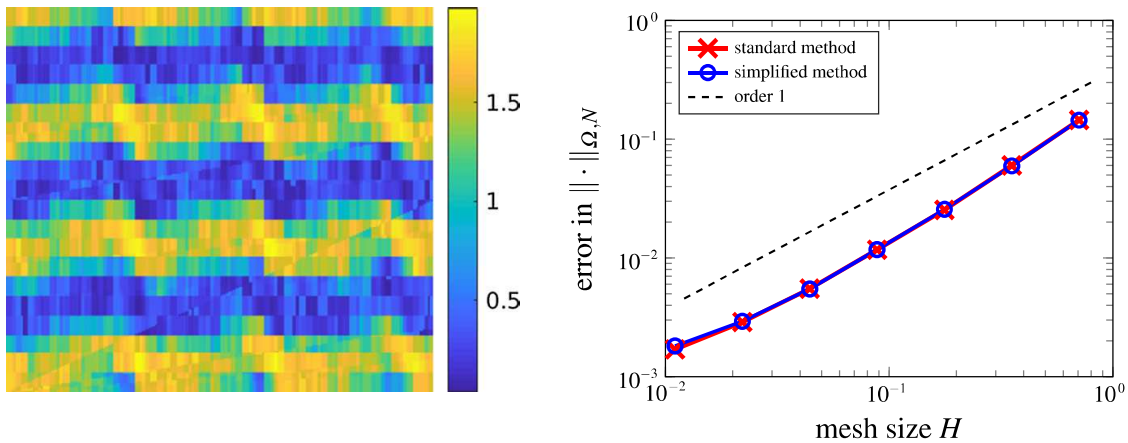 1.5
1
0.5
standard method
simplified method
order 1
10^0
10^{-1}
10^{-2}
10^{-3}
error in ‖ · ‖_{Ω,N}
10^{-2}
10^{-1}
10^0
mesh size H